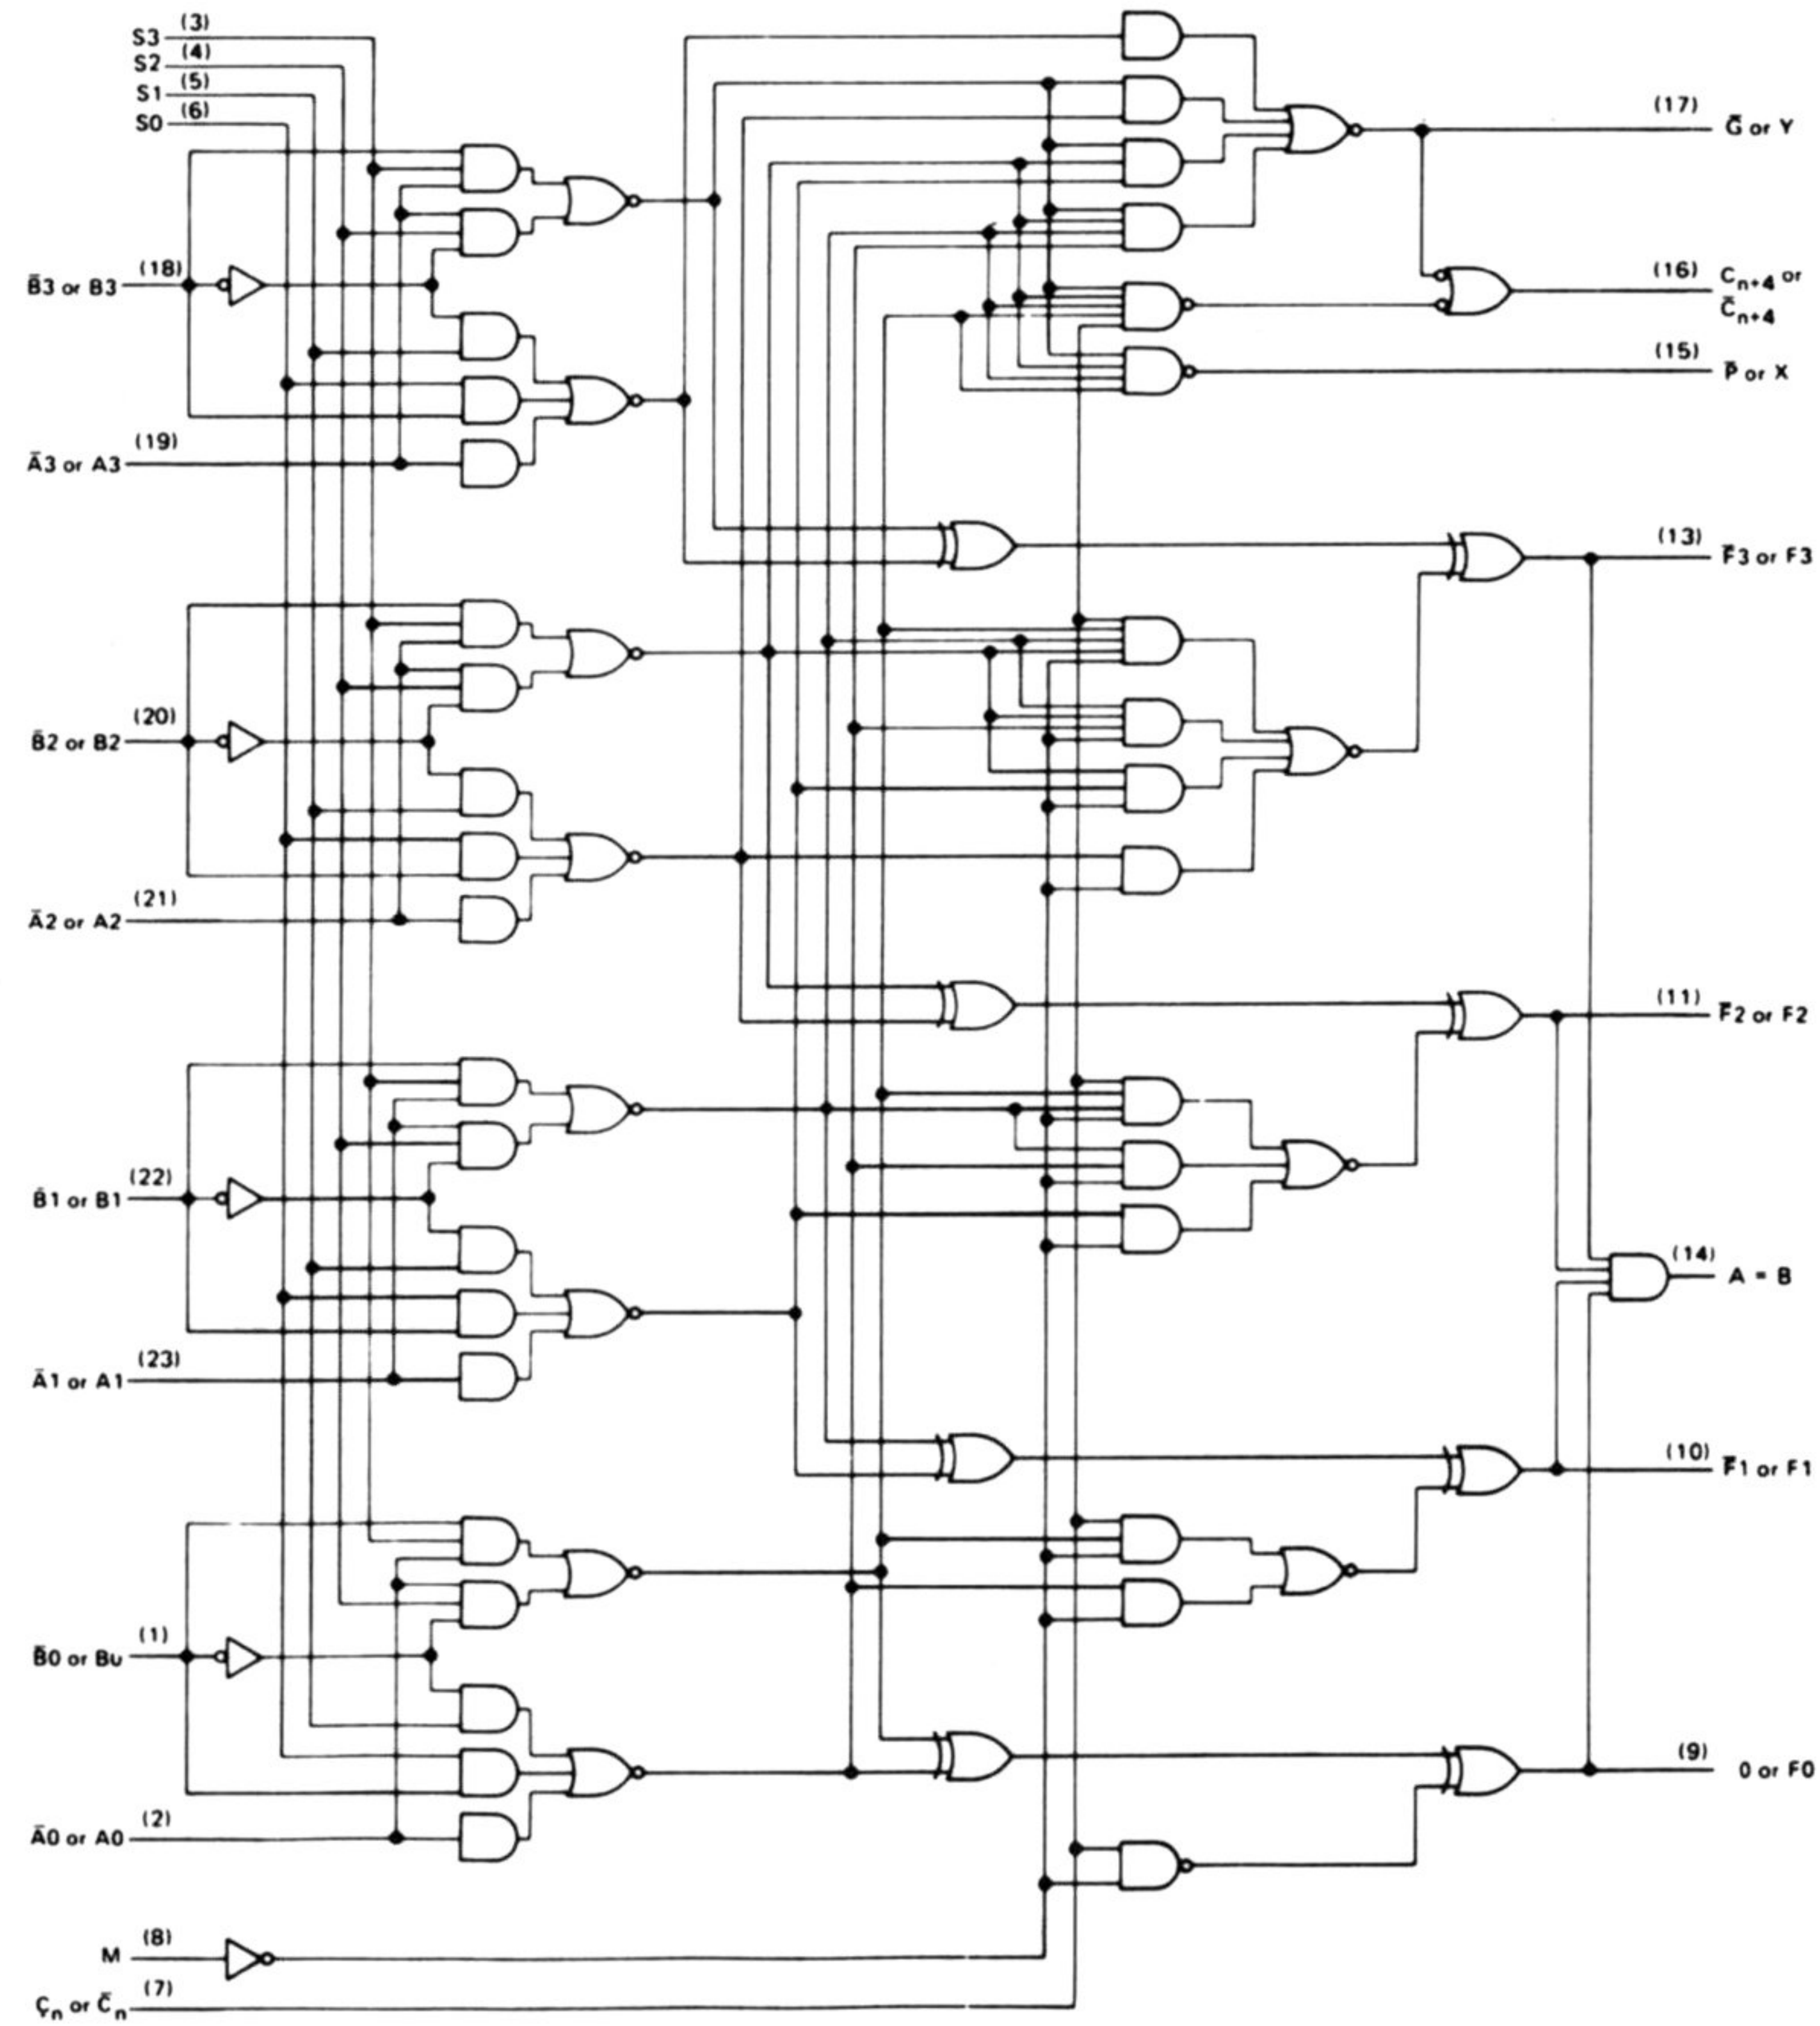 S3 (3)
S2 (4)
S1 (5)
S0 (6)
B̄3 or B3 (18)
Ā3 or A3 (19)
B̄2 or B2 (20)
Ā2 or A2 (21)
B̄1 or B1 (22)
Ā1 or A1 (23)
B̄0 or Bu (1)
Ā0 or A0 (2)
M (8)
Cn or C̄n (7)
(17) Ḡ or Y
(16) Cn+4 or
C̄n+4
(15) P̄ or X
(13) F̄3 or F3
(11) F̄2 or F2
(14) A = B
(10) F̄1 or F1
(9) 0 or F0